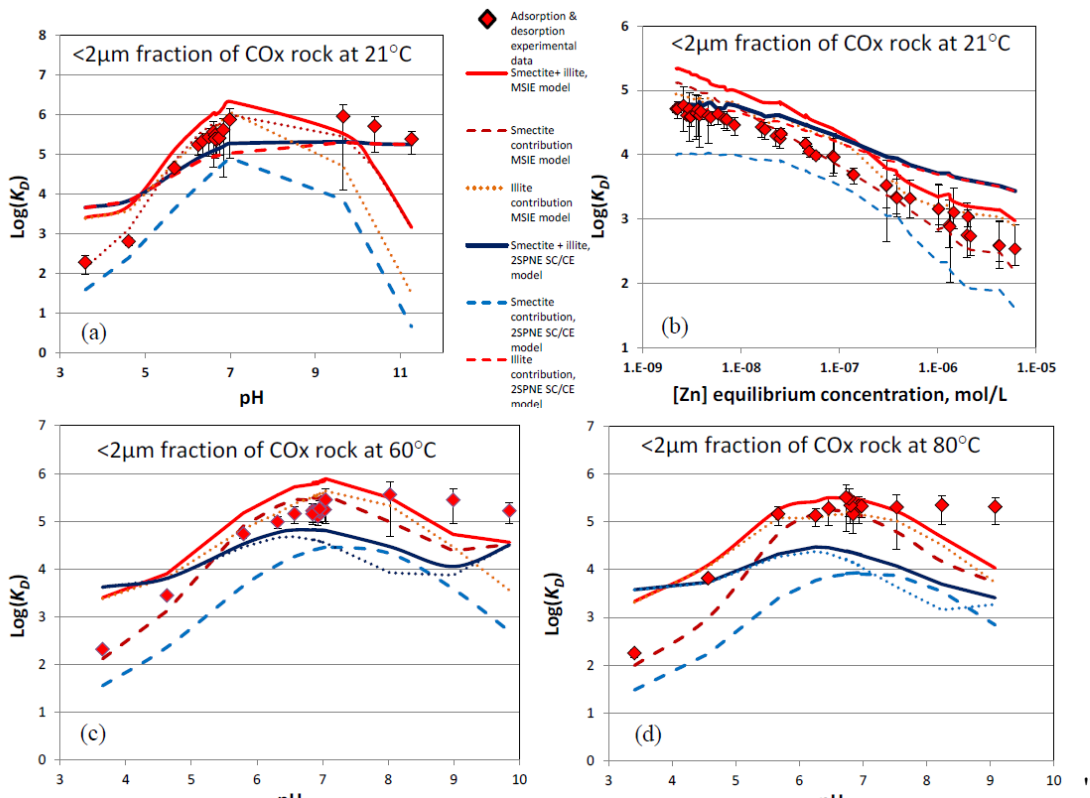 <2µm fraction of COx rock at 21°C
Log(K_D)
8
7
6
5
4
3
2
1
0
(a)
3 5 7 9 11
pH
Adsorption &
desorption
experimental
data
Smectite+ illite,
MSIE model
Smectite
contribution
MSIE model
Illite
contribution
MSIE model
Smectite + illite,
2SPNE SC/CE
model
Smectite
contribution,
2SPNE SC/CE
model
Illite
contribution,
2SPNE SC/CE
model
<2µm fraction of COx rock at 21°C
Log(K_D)
6
5
4
3
2
1
(b)
1.E-09 1.E-08 1.E-07 1.E-06 1.E-05
[Zn] equilibrium concentration, mol/L
<2µm fraction of COx rock at 60°C
Log(K_D)
7
6
5
4
3
2
1
0
(c)
3 4 5 6 7 8 9 10
pH
<2µm fraction of COx rock at 80°C
Log(K_D)
7
6
5
4
3
2
1
0
(d)
3 4 5 6 7 8 9 10
pH